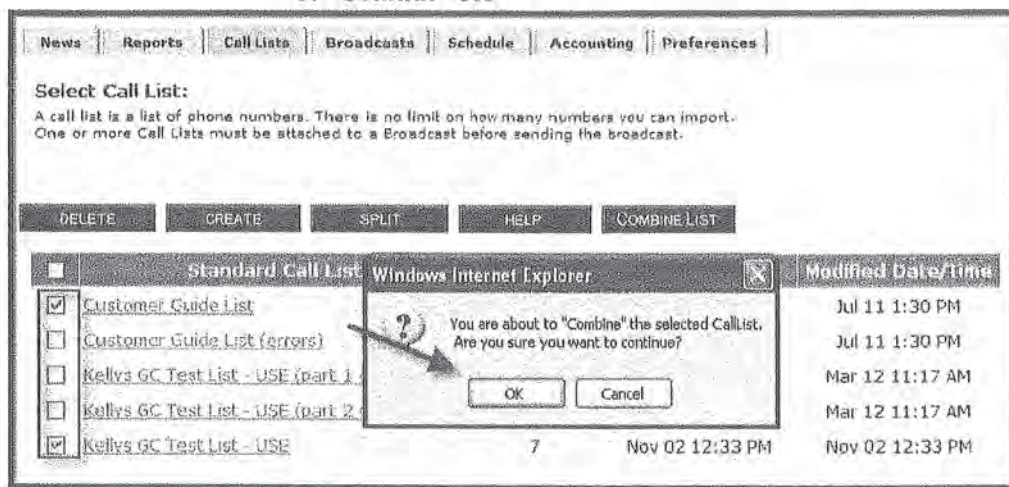 News Reports Call Lists Broadcasts Schedule Accounting Preferences
Select Call List:
A call list is a list of phone numbers. There is no limit on how many numbers you can import.
One or more Call Lists must be attached to a Broadcast before sending the broadcast.
DELETE CREATE SPLIT HELP COMBINE LIST
Standard Call List Modified Date/Time
Windows Internet Explorer
You are about to "Combine" the selected CallList.
Are you sure you want to continue?
OK Cancel
Customer Guide List Jul 11 1:30 PM
Customer Guide List (errors) Jul 11 1:30 PM
Kellys GC Test List - USE (part 1 Mar 12 11:17 AM
Kellys GC Test List - USE (part 2 Mar 12 11:17 AM
Kellys GC Test List - USE 7 Nov 02 12:33 PM Nov 02 12:33 PM